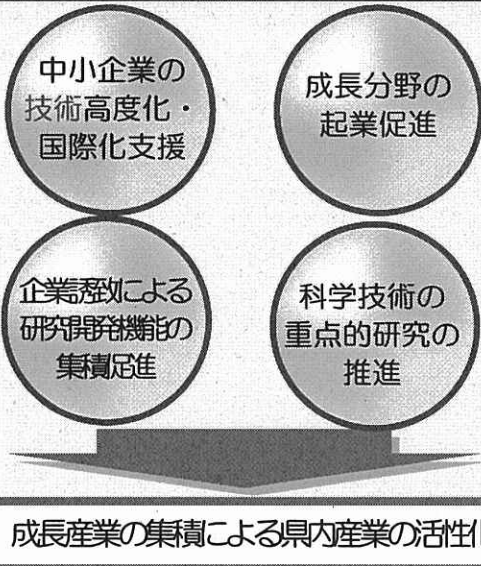 中小企業の
技術高度化・
国際化支援
成長分野の
起業促進
企業誘致による
研究開発機能の
集積促進
科学技術の
重点的研究の
推進
成長産業の集積による県内産業の活性化